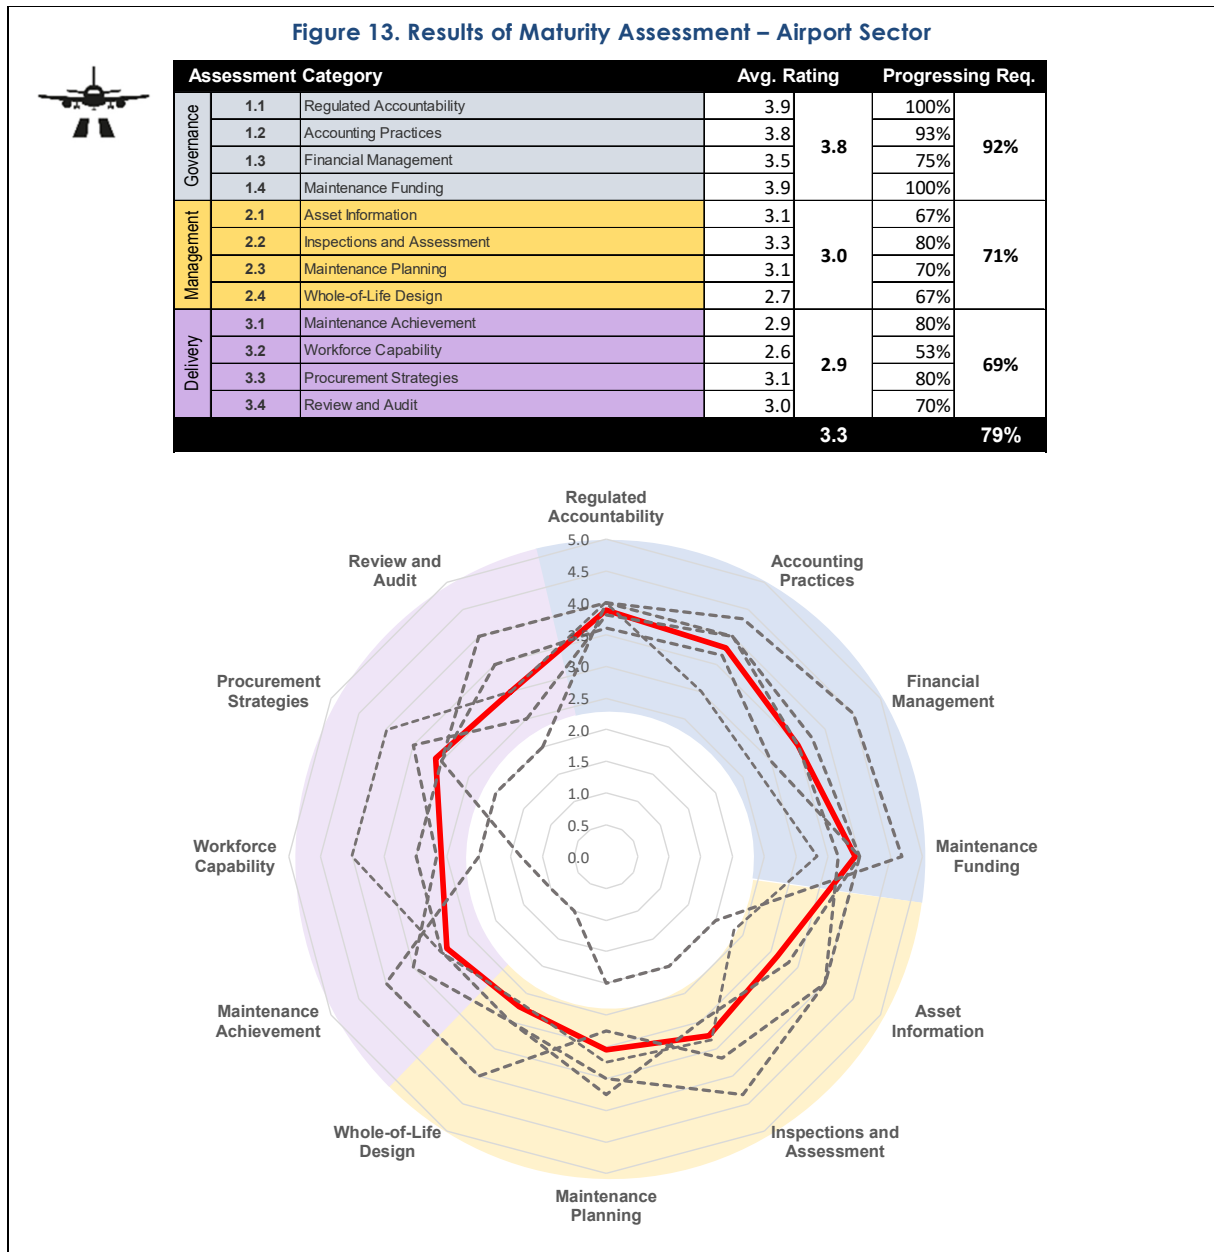 Figure 13. Results of Maturity Assessment – Airport Sector
Assessment Category Avg. Rating Progressing Req.
Governance
1.1 Regulated Accountability 3.9 100%
1.2 Accounting Practices 3.8 93%
3.8 92%
1.3 Financial Management 3.5 75%
1.4 Maintenance Funding 3.9 100%
Management
2.1 Asset Information 3.1 67%
2.2 Inspections and Assessment 3.3 80%
3.0 71%
2.3 Maintenance Planning 3.1 70%
2.4 Whole-of-Life Design 2.7 67%
Delivery
3.1 Maintenance Achievement 2.9 80%
3.2 Workforce Capability 2.6 53%
2.9 69%
3.3 Procurement Strategies 3.1 80%
3.4 Review and Audit 3.0 70%
3.3 79%
Regulated
Accountability
Accounting
Practices
Financial
Management
Maintenance
Funding
Asset
Information
Inspections and
Assessment
Maintenance
Planning
Whole-of-Life
Design
Maintenance
Achievement
Workforce
Capability
Procurement
Strategies
Review and
Audit
5.0
4.5
4.0
3.5
3.0
2.5
2.0
1.5
1.0
0.5
0.0